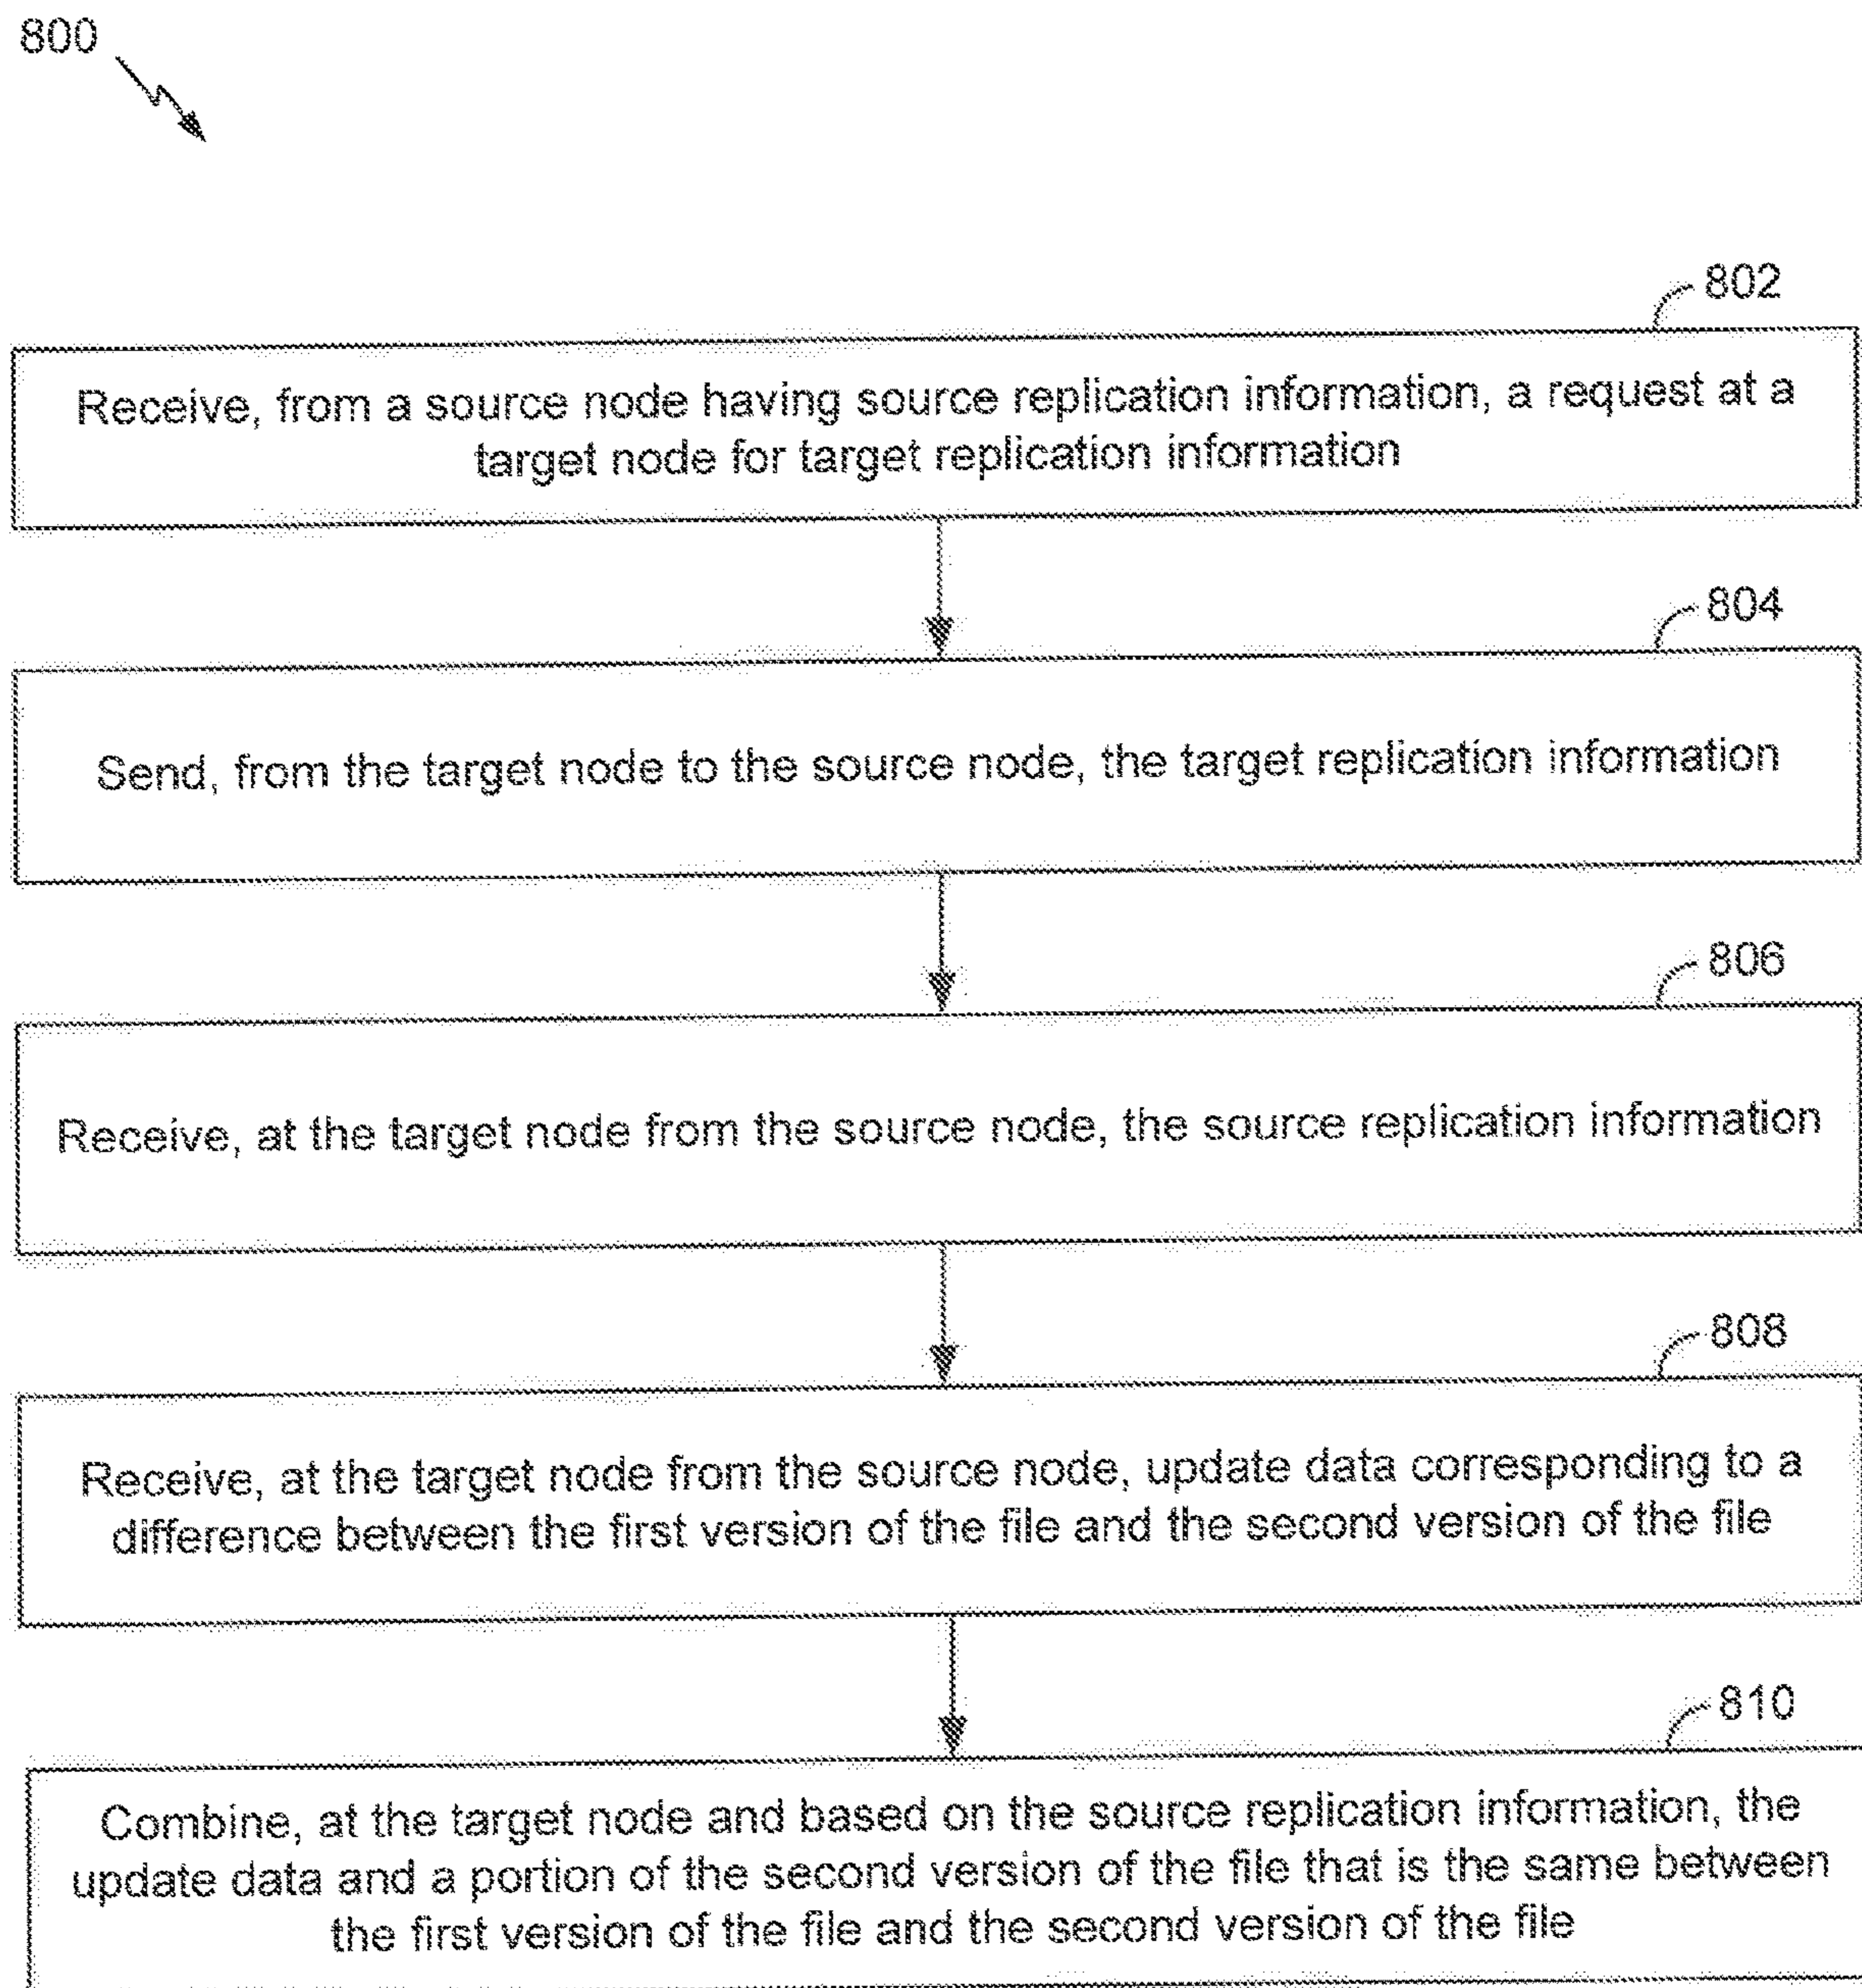 800
802
Receive, from a source node having source replication information, a request at a
target node for target replication information
804
Send, from the target node to the source node, the target replication information
806
Receive, at the target node from the source node, the source replication information
808
Receive, at the target node from the source node, update data corresponding to a
difference between the first version of the file and the second version of the file
810
Combine, at the target node and based on the source replication information, the
update data and a portion of the second version of the file that is the same between
the first version of the file and the second version of the file